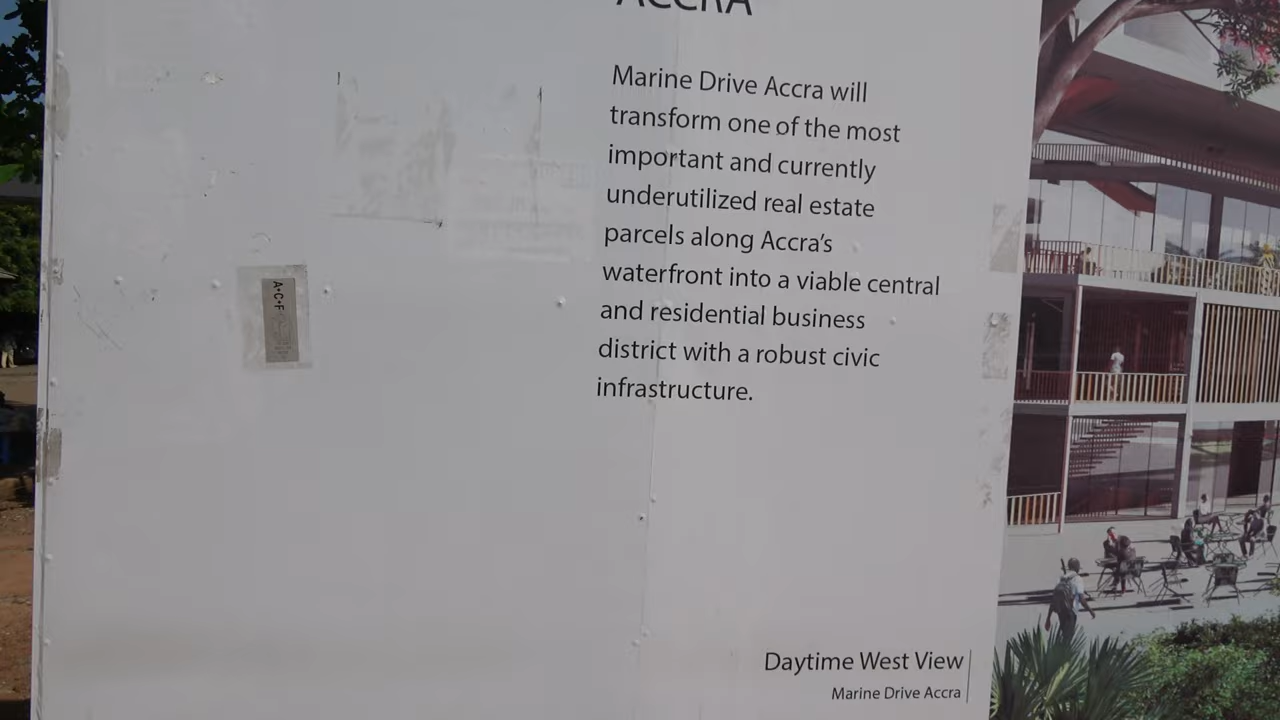 ACCRA
Marine Drive Accra will
transform one of the most
important and currently
underutilized real estate
parcels along Accra's
waterfront into a viable central
and residential business
district with a robust civic
infrastructure.
A•C•F
Daytime West View
Marine Drive Accra